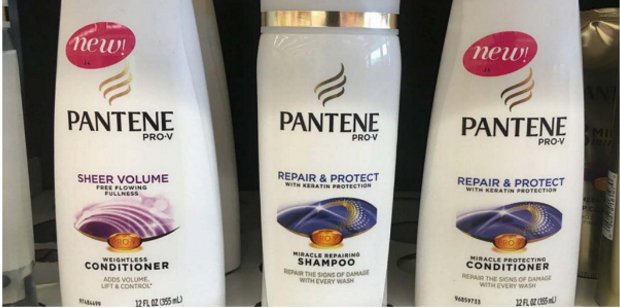 new!
PANTENE
PRO-V
SHEER VOLUME
FREE FLOWING
FULLNESS
WEIGHTLESS
CONDITIONER
ADDS VOLUME,
LIFT & CONTROL*
97484499
12 FL OZ (355 mL)
PANTENE
PRO-V
REPAIR & PROTECT
WITH KERATIN PROTECTION
MIRACLE REPAIRING
SHAMPOO
REPAIR THE SIGNS OF DAMAGE
WITH EVERY WASH
new!
PANTENE
PRO-V
REPAIR & PROTECT
WITH KERATIN PROTECTION
MIRACLE PROTECTING
CONDITIONER
REPAIR THE SIGNS OF DAMAGE
WITH EVERY WASH
96859733
12 FL OZ (355 mL)